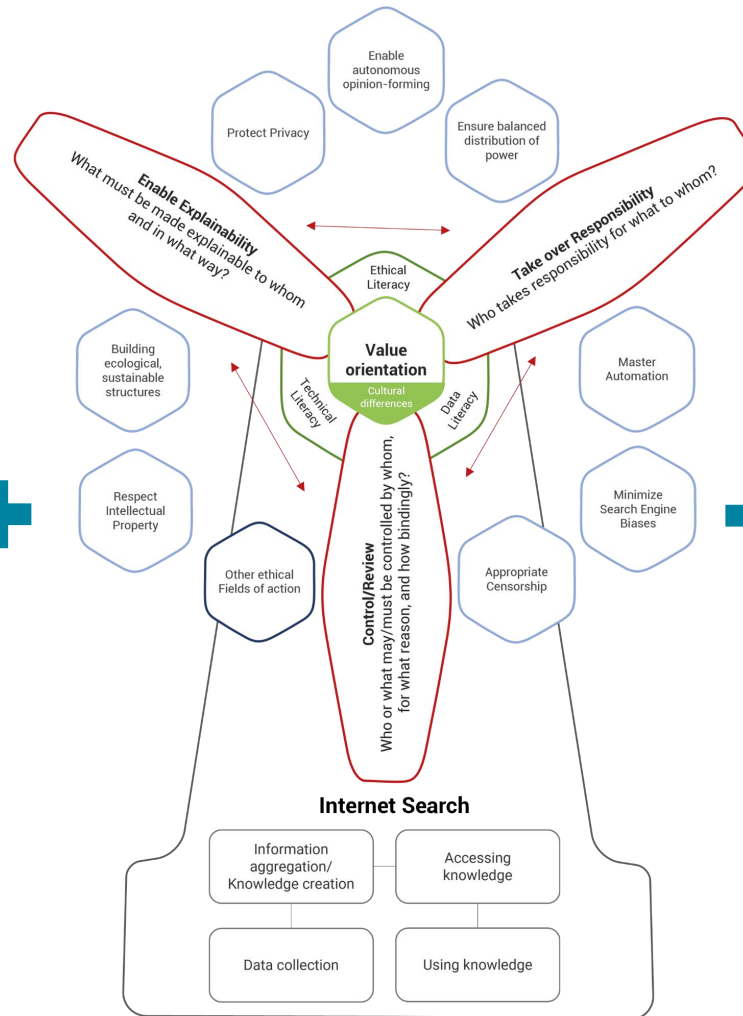 Enable
autonomous
opinion-forming
Protect Privacy
Ensure balanced
distribution of
power
Enable Explainability
What must be made explainable to whom
and in what way?
Take over Responsibility
Who takes responsibility for what to whom?
Ethical
Literacy
Building
ecological,
sustainable
structures
Value
orientation
Cultural
differences
Technical
Literacy
Data
Literacy
Master
Automation
Respect
Intellectual
Property
Minimize
Search Engine
Biases
Other ethical
Fields of action
Control/Review
Who or what may/must be controlled by whom,
for what reason, and how bindingly?
Appropriate
Censorship
Internet Search
Information
aggregation/
Knowledge creation
Accessing
knowledge
Data collection
Using knowledge